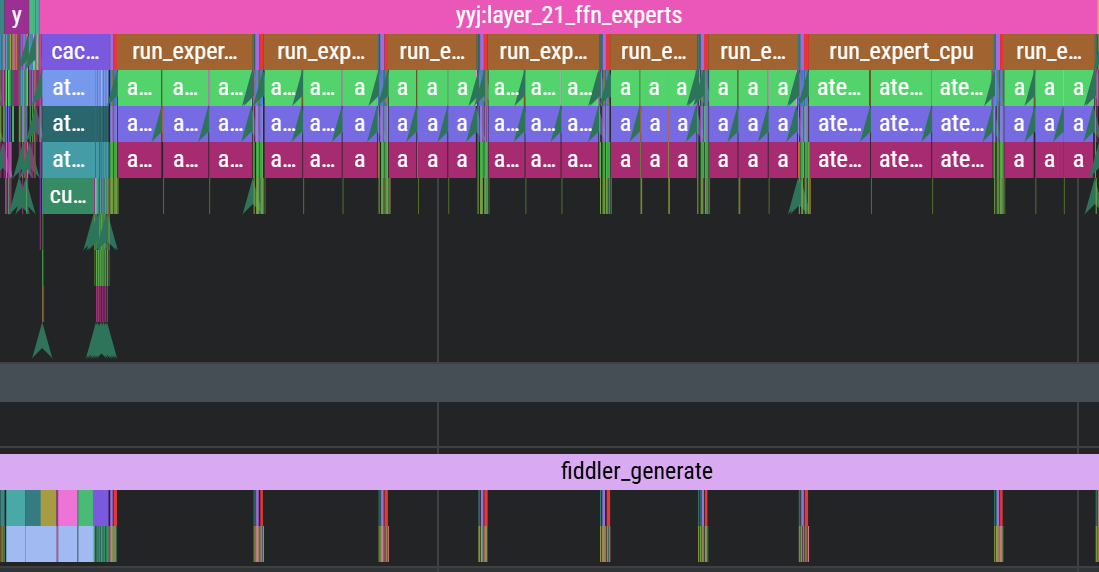 y yyj:layer_21_ffn_experts
cac... run_exper... run_exp... run_e... run_exp... run_e... run_e... run_expert_cpu run_e...
at... a... a... a... a... a... a a a a a... a... a... a a a a a a ate... ate... ate... a a a
at... a... a... a... a... a... a a a a a... a... a... a a a a a a ate... ate... ate... a a a
at... a... a... a... a... a... a a a a a... a... a... a a a a a a ate... ate... ate... a a a
cu...
fiddler_generate